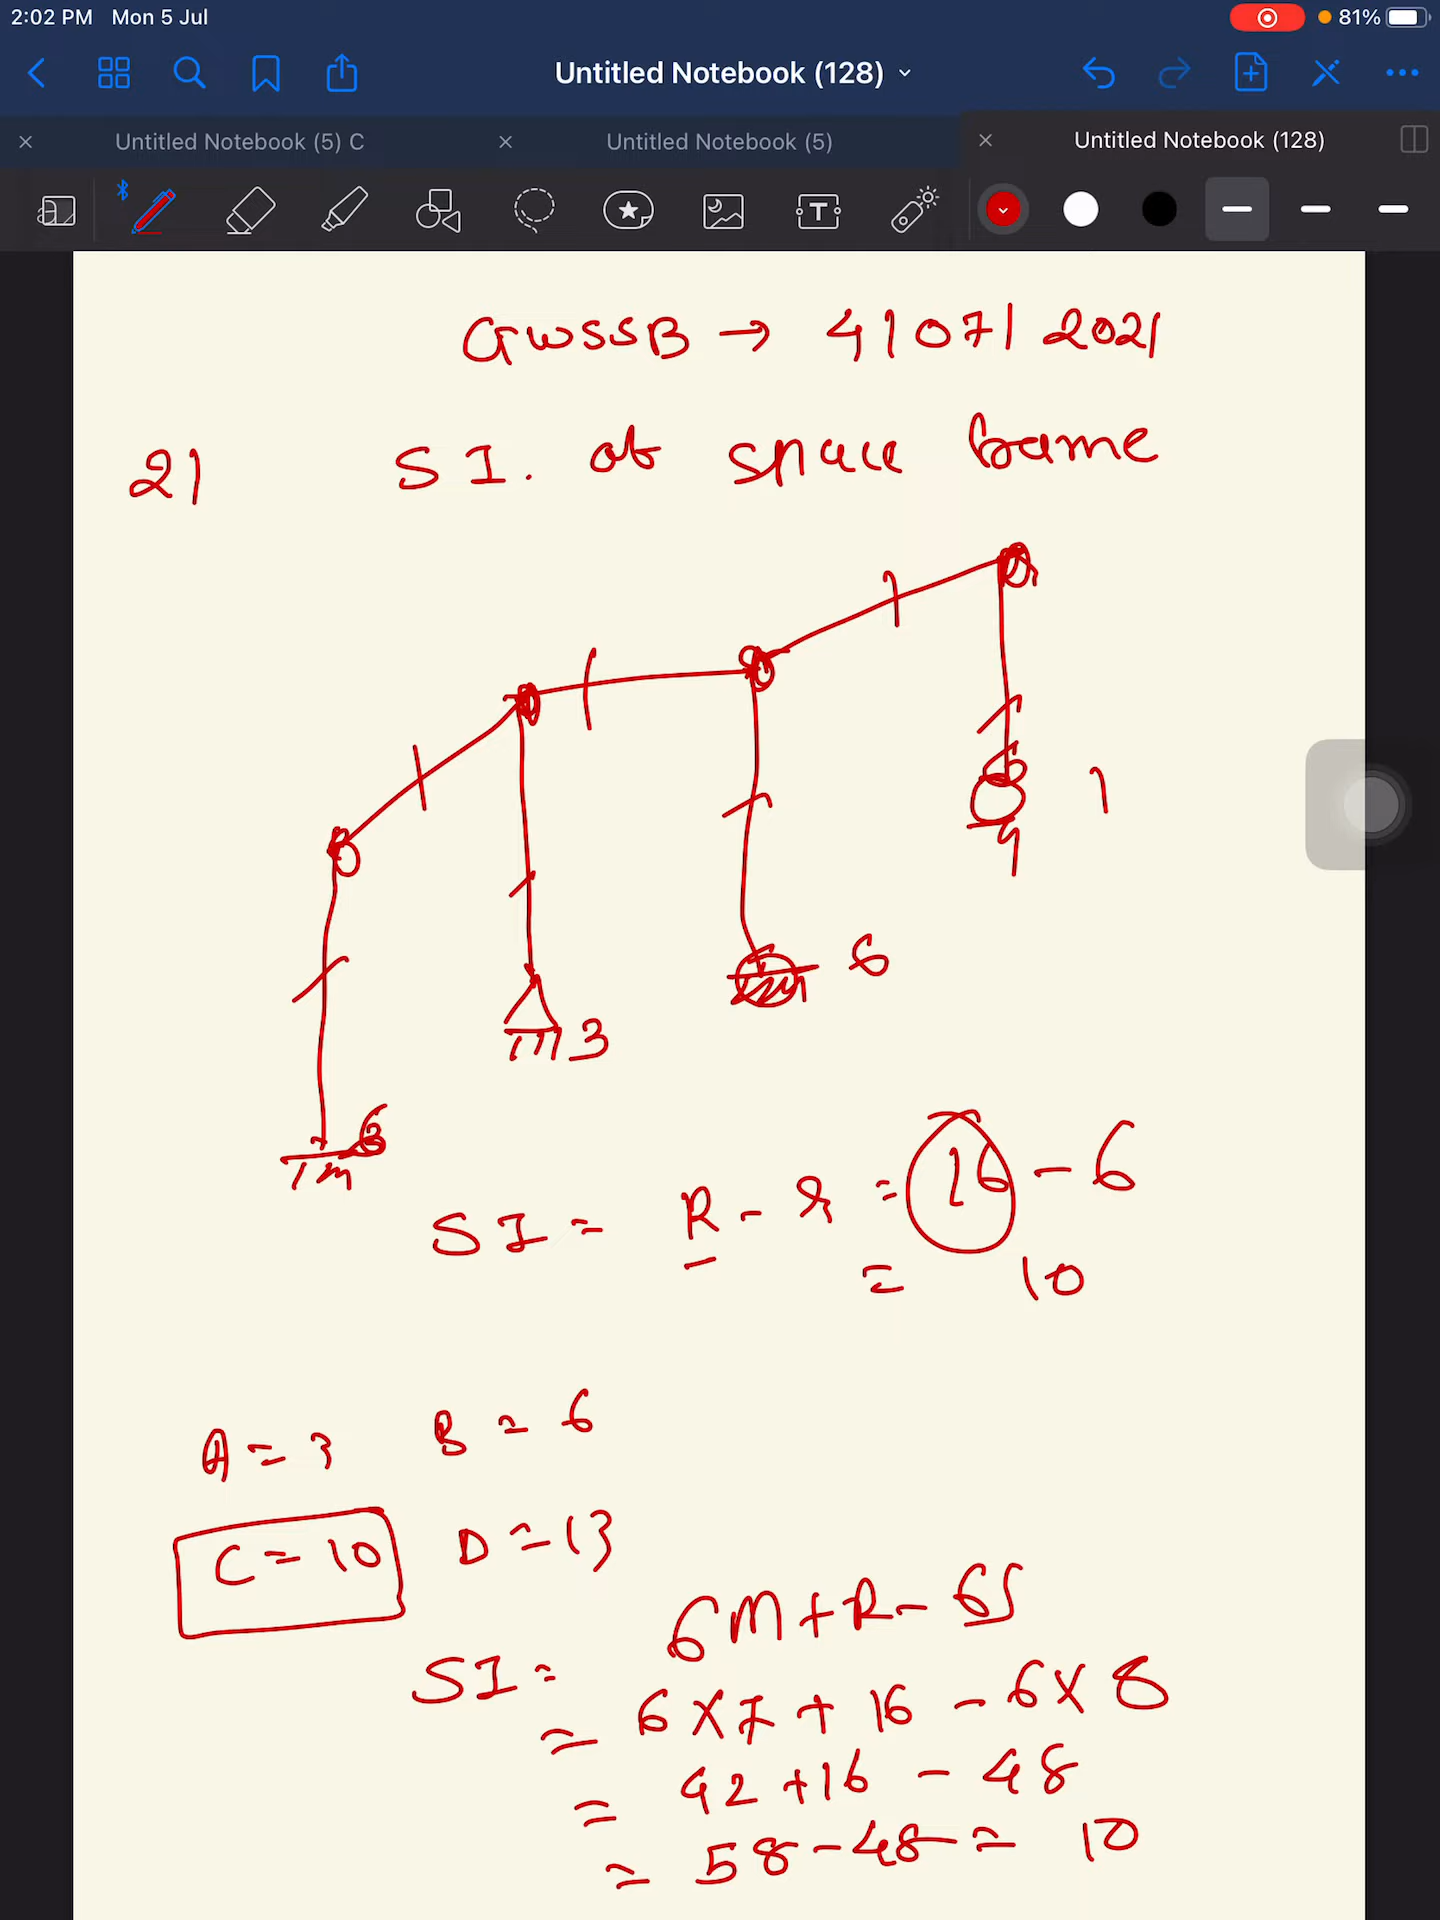 2:02 PM Mon 5 Jul 81%
Untitled Notebook (128)
Untitled Notebook (5) C
Untitled Notebook (5)
Untitled Notebook (128)
T
GWSSB → 4/07/2021
21 S I. of space frame
1
6
3
6
SI = R - r = 16 - 6
= 10
A = 3 B = 6
C = 10 D = 13
SI = 6M + R - 6J
= 6 x 7 + 16 - 6 x 8
= 42 + 16 - 48
= 58 - 48 = 10